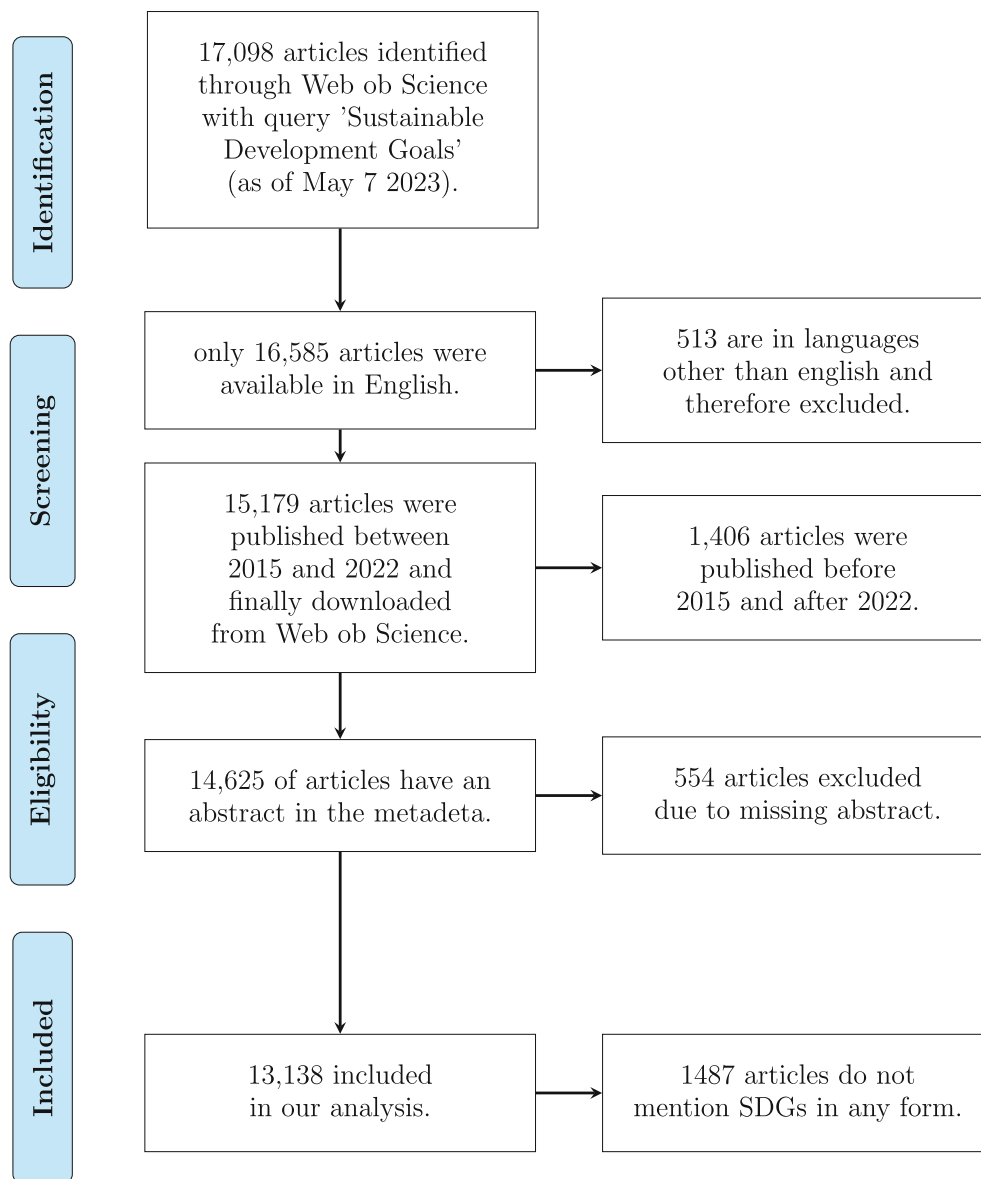 Identification
17,098 articles identified
through Web ob Science
with query 'Sustainable
Development Goals'
(as of May 7 2023).
Screening
only 16,585 articles were
available in English.
513 are in languages
other than english and
therefore excluded.
15,179 articles were
published between
2015 and 2022 and
finally downloaded
from Web ob Science.
1,406 articles were
published before
2015 and after 2022.
Eligibility
14,625 of articles have an
abstract in the metadeta.
554 articles excluded
due to missing abstract.
Included
13,138 included
in our analysis.
1487 articles do not
mention SDGs in any form.